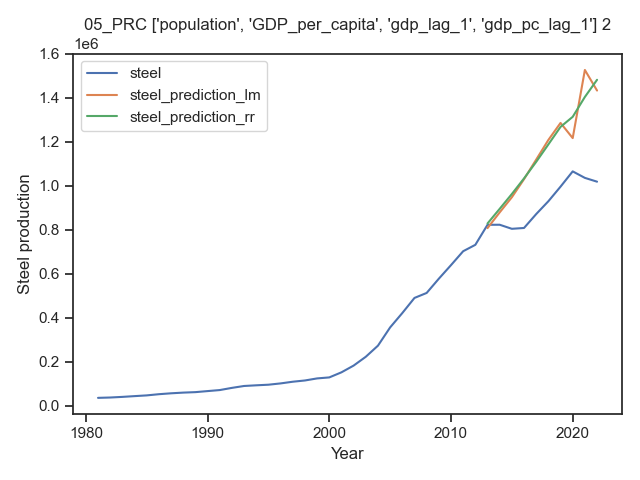 05_PRC ['population', 'GDP_per_capita', 'gdp_lag_1', 'gdp_pc_lag_1'] 2
1e6
steel
steel_prediction_lm
steel_prediction_rr
1.6
1.4
1.2
1.0
0.8
0.6
0.4
0.2
0.0
Steel production
1980 1990 2000 2010 2020
Year